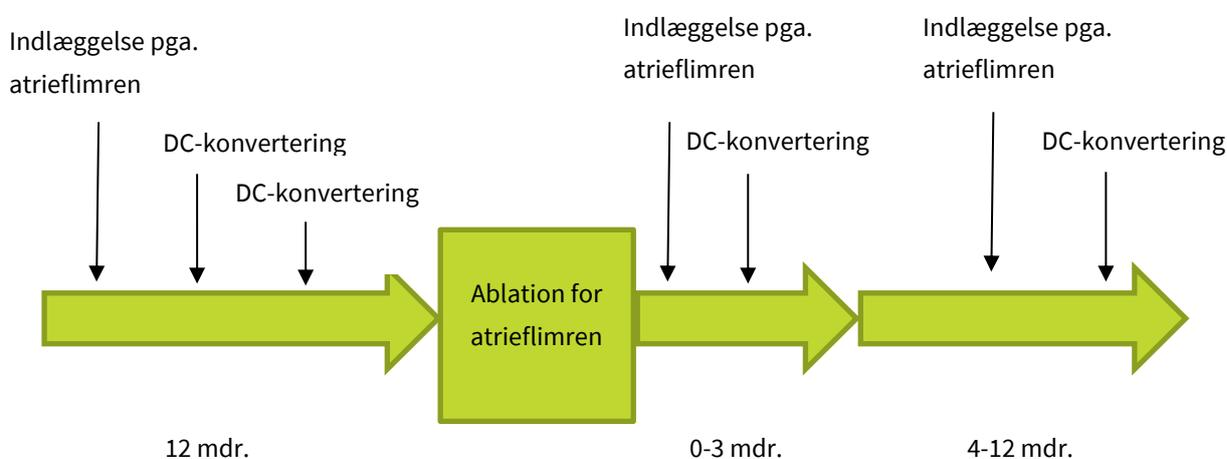 Indlæggelse pga.
atrieflimren
DC-konvertering
DC-konvertering
Ablation for
atrieflimren
Indlæggelse pga.
atrieflimren
DC-konvertering
Indlæggelse pga.
atrieflimren
DC-konvertering
12 mdr.
0-3 mdr.
4-12 mdr.